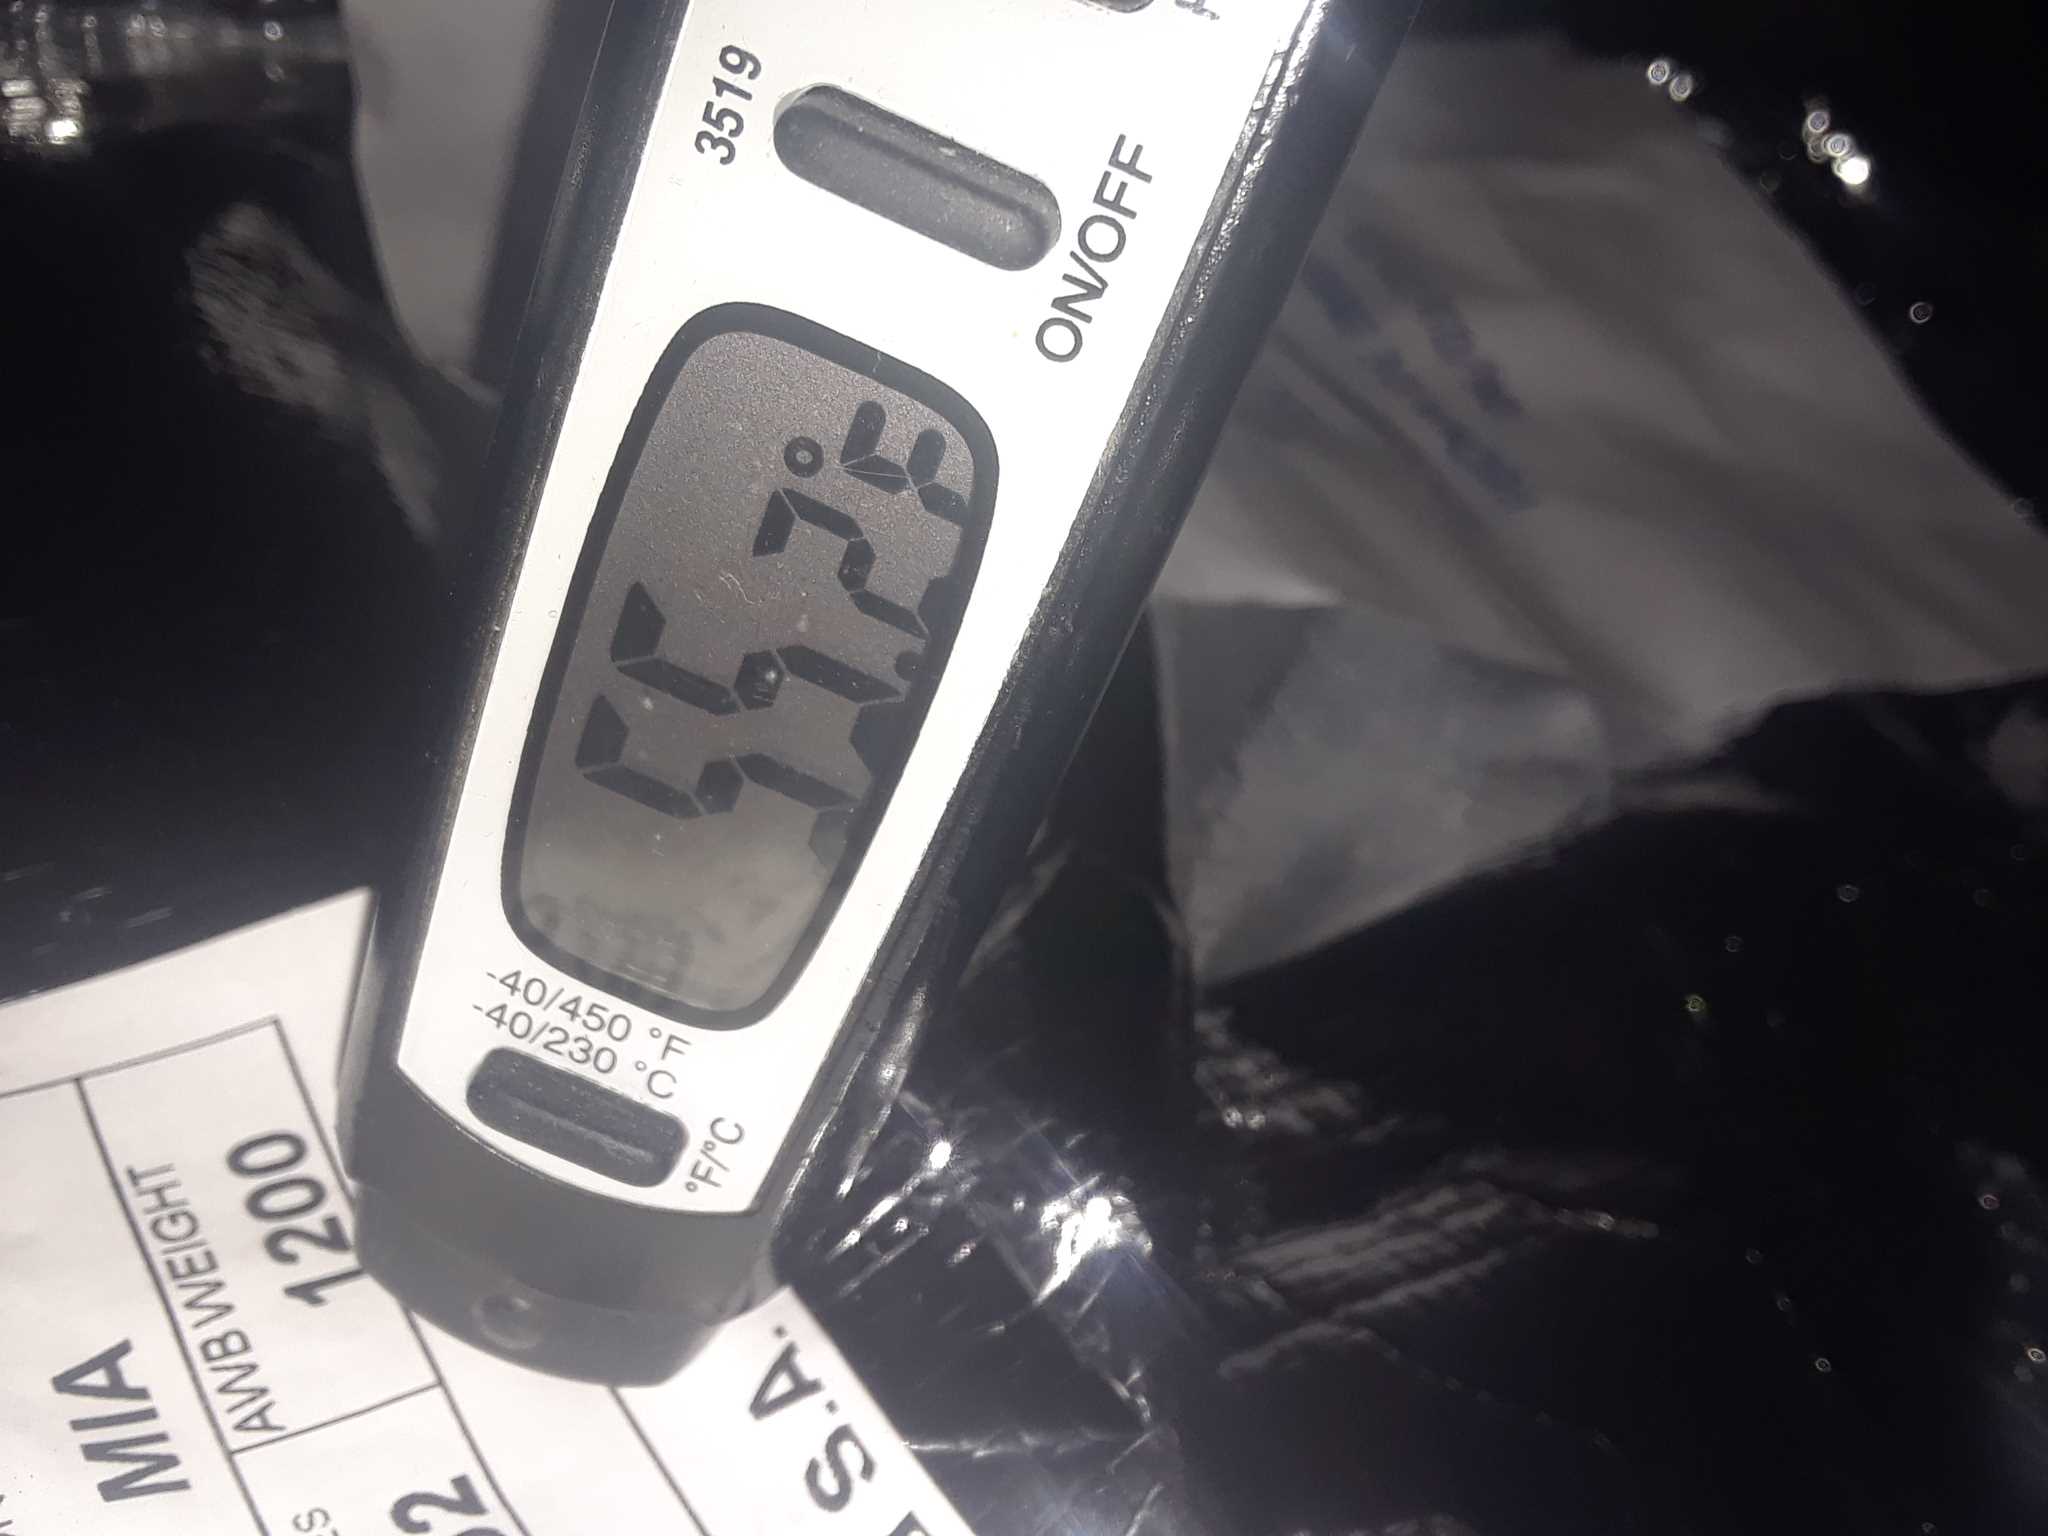 MIA
AWB WEIGHT
1200
S.A.
-40/450 °F
-40/230 °C
°F/°C
55.2°F
3519
ON/OFF